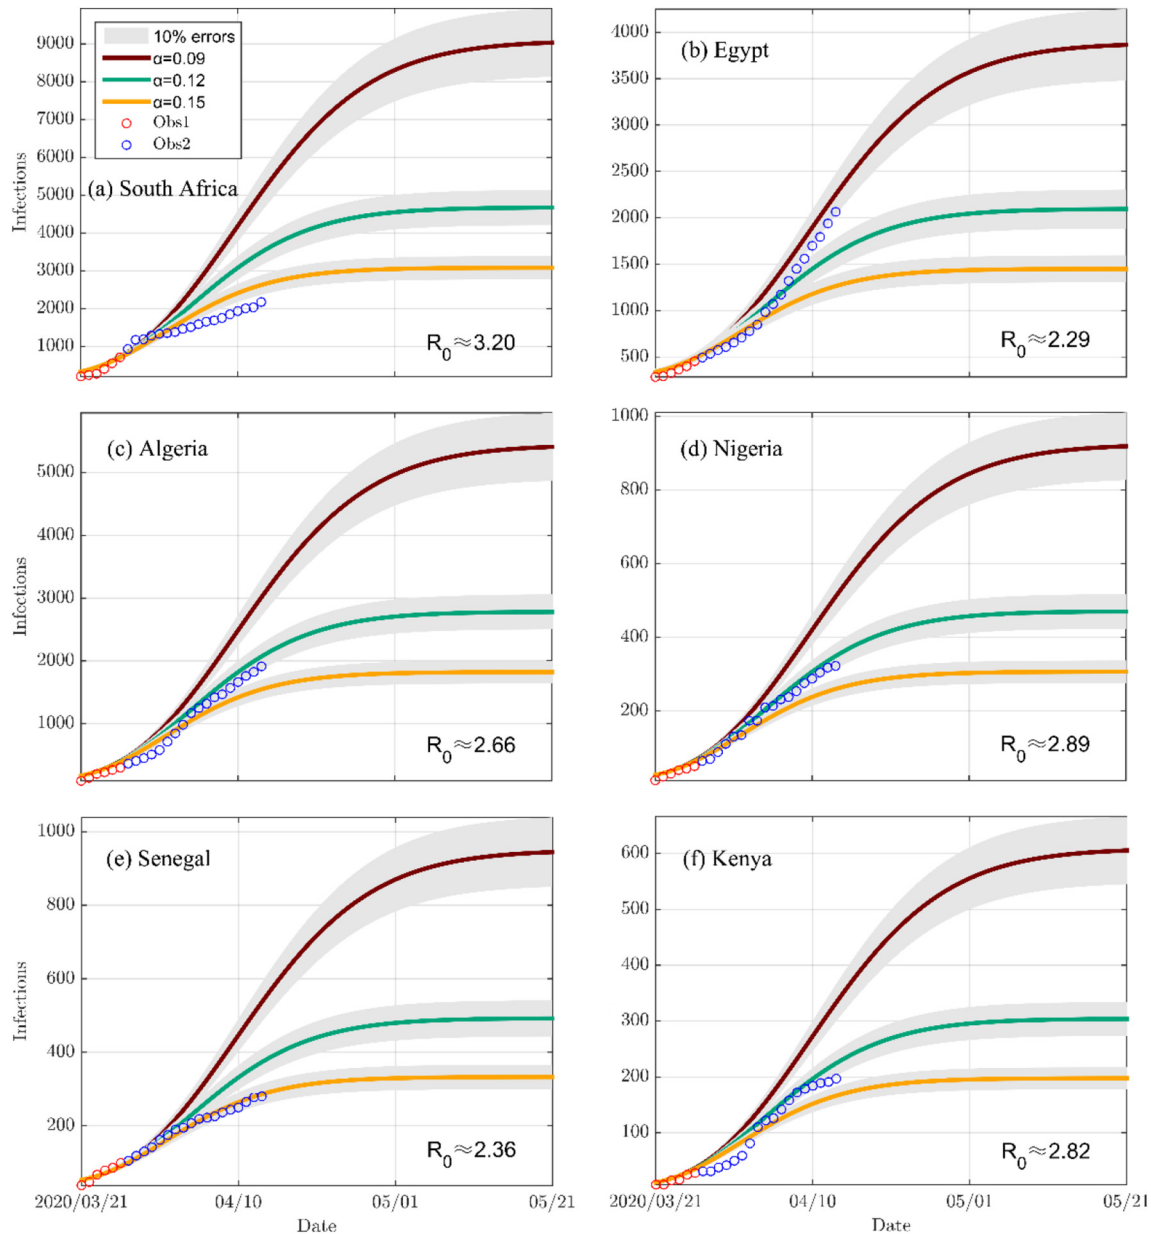 10% errors
α=0.09
α=0.12
α=0.15
Obs1
Obs2
(a) South Africa
R0≈3.20
Infections
9000
8000
7000
6000
5000
4000
3000
2000
1000
(b) Egypt
R0≈2.29
4000
3500
3000
2500
2000
1500
1000
500
(c) Algeria
R0≈2.66
Infections
5000
4000
3000
2000
1000
(d) Nigeria
R0≈2.89
1000
800
600
400
200
(e) Senegal
R0≈2.36
Infections
1000
800
600
400
200
2020/03/21 04/10 05/01 05/21
Date
(f) Kenya
R0≈2.82
600
500
400
300
200
100
2020/03/21 04/10 05/01 05/21
Date